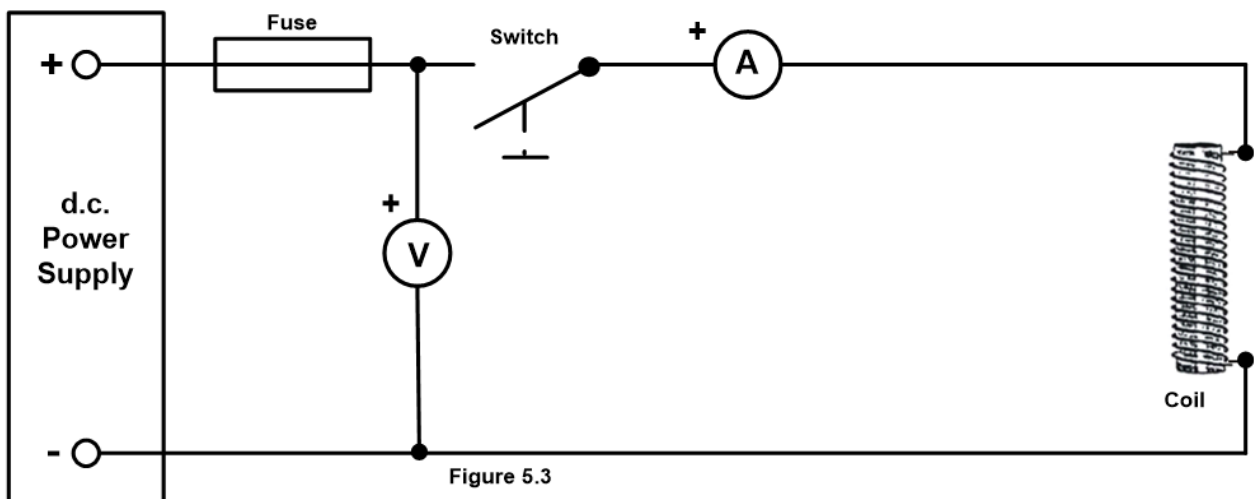 Fuse
Switch
+
+
A
d.c.
Power
Supply
+
V
Coil
-
Figure 5.3